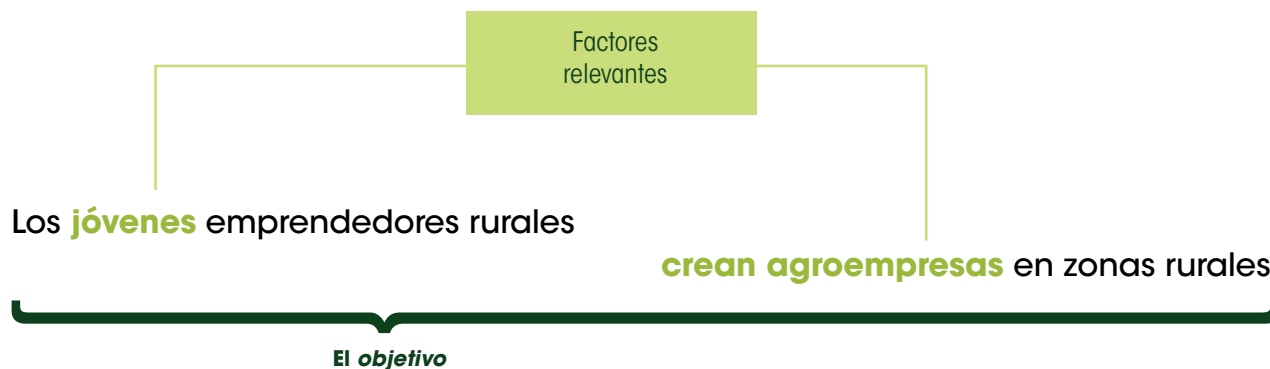 Factores
relevantes
Los jóvenes emprendedores rurales
crean agroempresas en zonas rurales
El objetivo